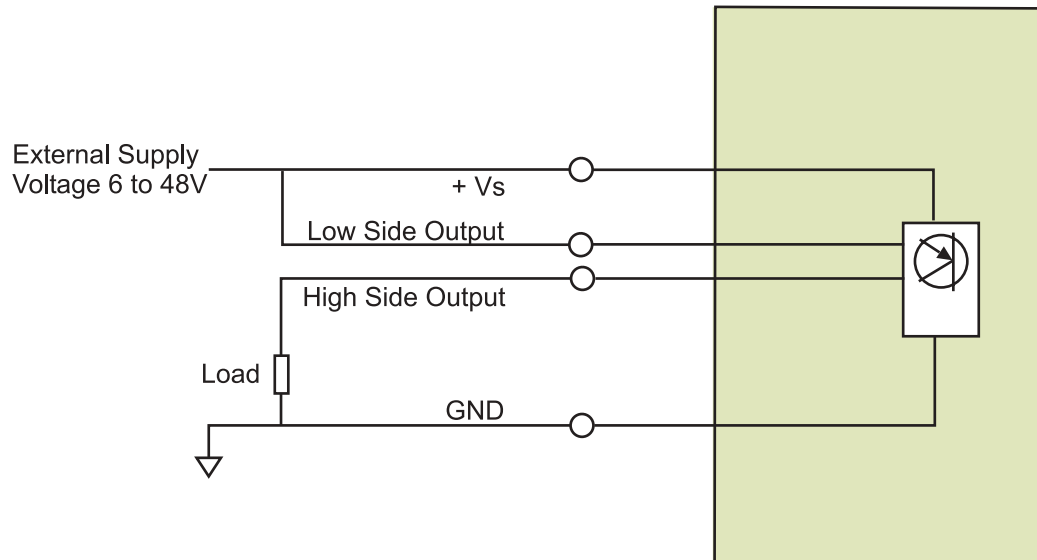 External Supply
Voltage 6 to 48V
+ Vs
Low Side Output
High Side Output
Load
GND